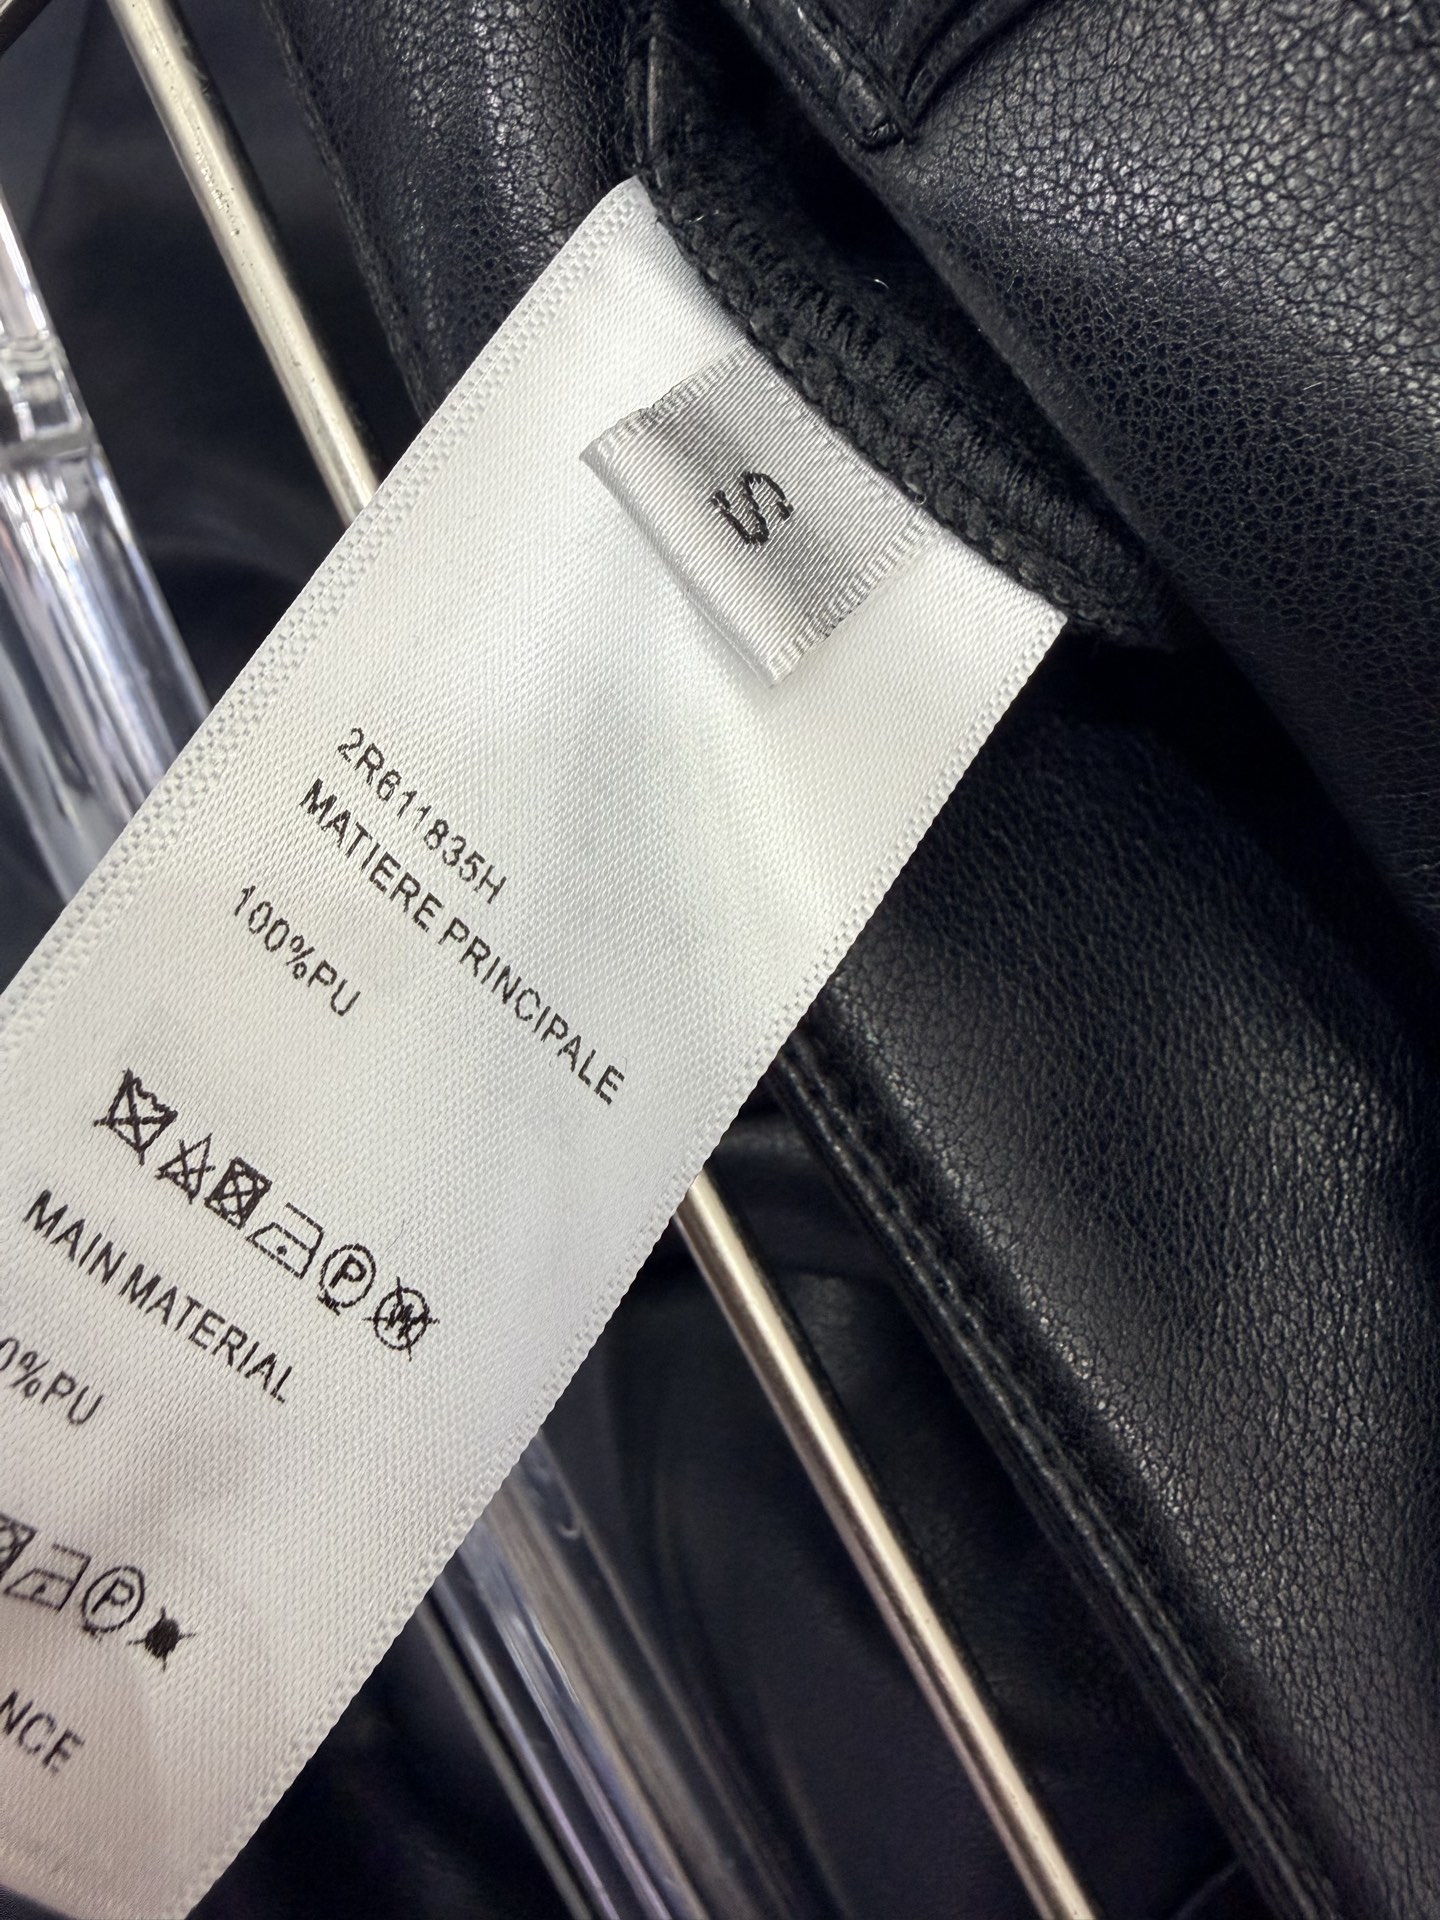 S
2R611835H
MATIERE PRINCIPALE
100%PU
P
W
MAIN MATERIAL
0%PU
P
NCE